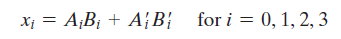 xᵢ = AᵢBᵢ + A′ᵢB′ᵢ for i = 0, 1, 2, 3